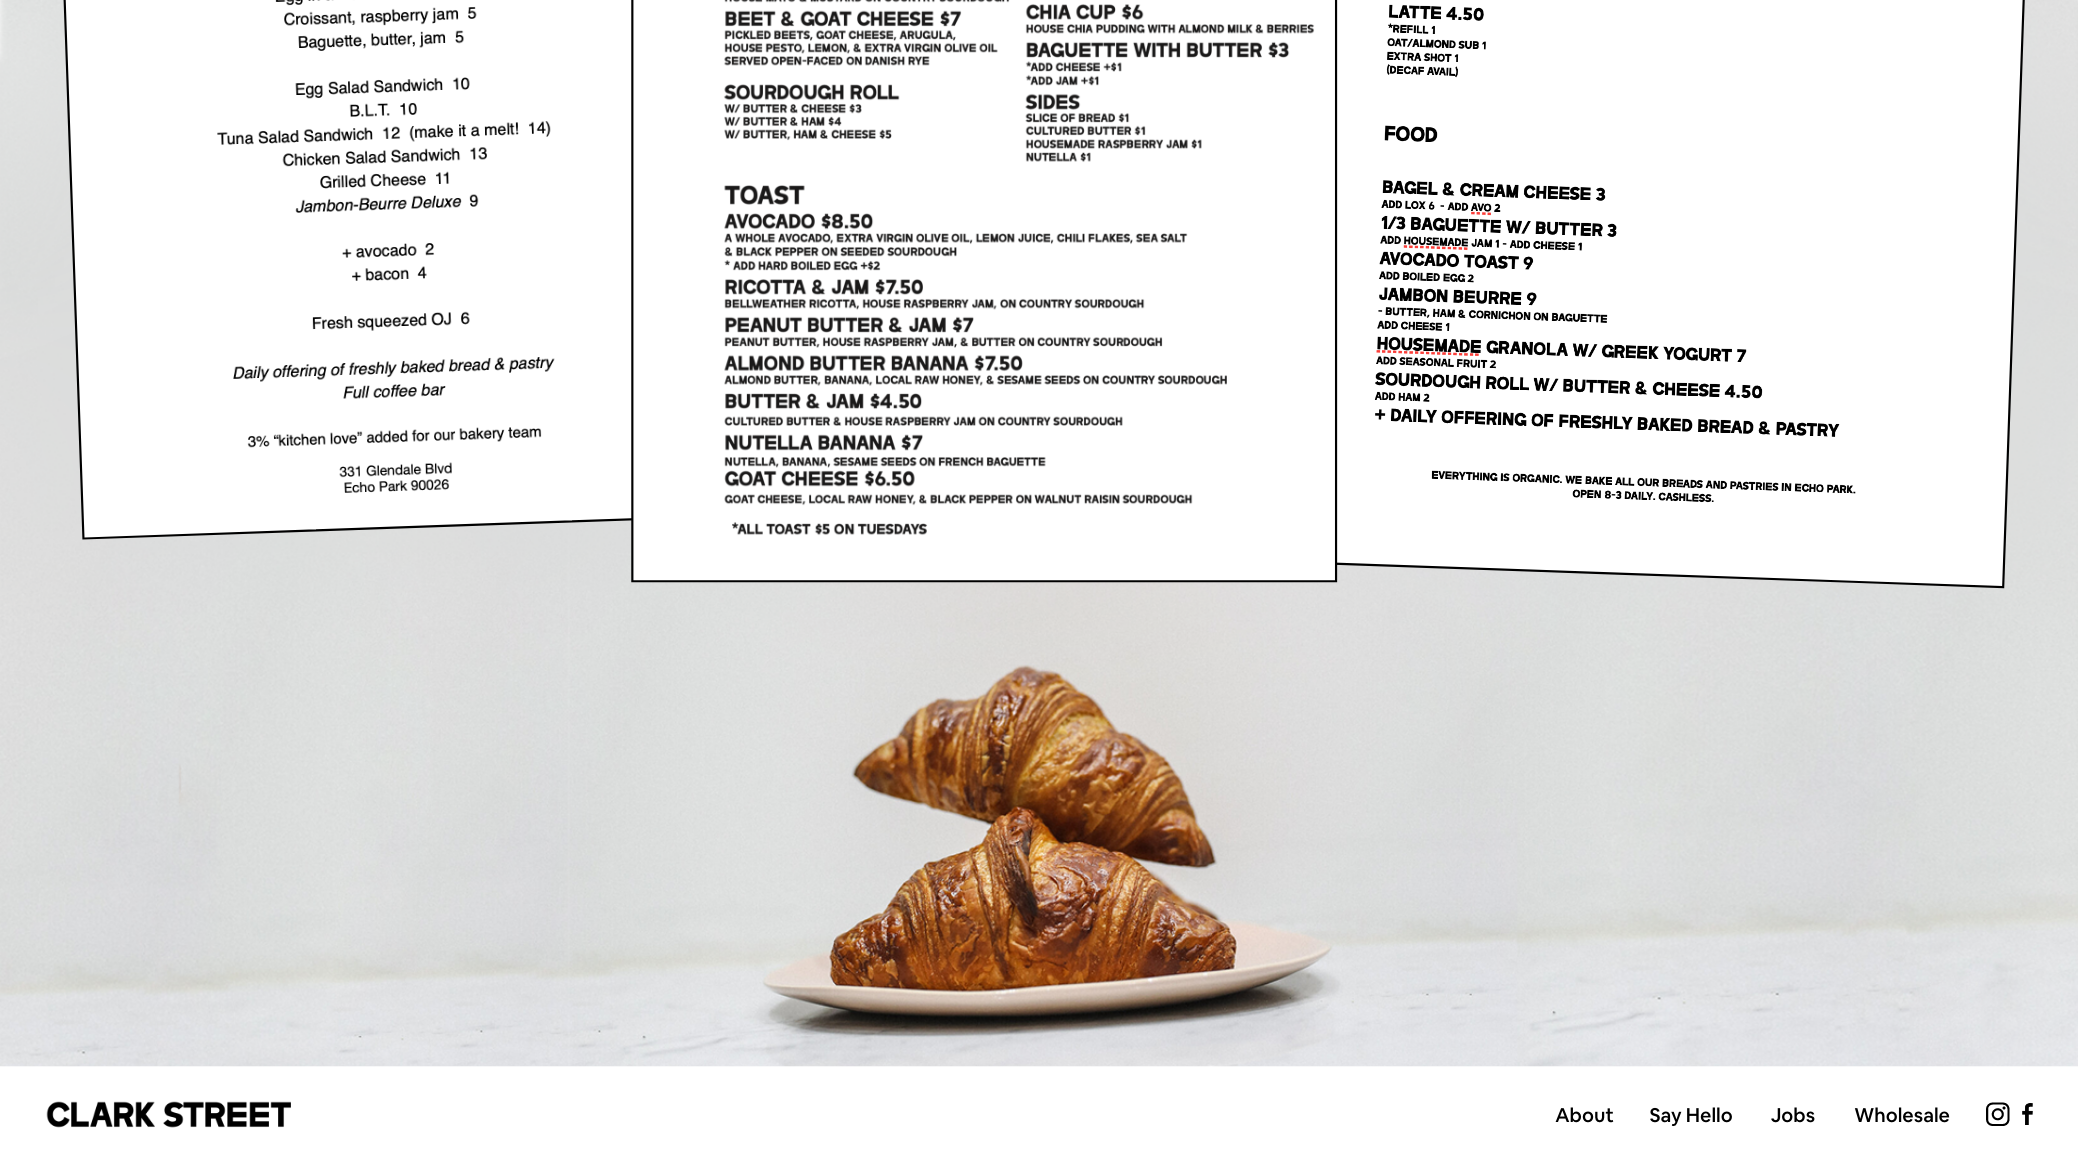 Croissant, raspberry jam 5
Baguette, butter, jam 5
Egg Salad Sandwich 10
B.L.T. 10
Tuna Salad Sandwich 12 (make it a melt! 14)
Chicken Salad Sandwich 13
Grilled Cheese 11
Jambon-Beurre Deluxe 9
+ avocado 2
+ bacon 4
Fresh squeezed OJ 6
Daily offering of freshly baked bread & pastry
Full coffee bar
3% “kitchen love” added for our bakery team
331 Glendale Blvd
Echo Park 90026
BEET & GOAT CHEESE $7
PICKLED BEETS, GOAT CHEESE, ARUGULA,
HOUSE PESTO, LEMON, & EXTRA VIRGIN OLIVE OIL
SERVED OPEN-FACED ON DANISH RYE
SOURDOUGH ROLL
W/ BUTTER & CHEESE $3
W/ BUTTER & HAM $4
W/ BUTTER, HAM & CHEESE $5
CHIA CUP $6
HOUSE CHIA PUDDING WITH ALMOND MILK & BERRIES
BAGUETTE WITH BUTTER $3
*ADD CHEESE +$1
*ADD JAM +$1
SIDES
SLICE OF BREAD $1
CULTURED BUTTER $1
HOUSEMADE RASPBERRY JAM $1
NUTELLA $1
TOAST
AVOCADO $8.50
A WHOLE AVOCADO, EXTRA VIRGIN OLIVE OIL, LEMON JUICE, CHILI FLAKES, SEA SALT
& BLACK PEPPER ON SEEDED SOURDOUGH
* ADD HARD BOILED EGG +$2
RICOTTA & JAM $7.50
BELLWEATHER RICOTTA, HOUSE RASPBERRY JAM, ON COUNTRY SOURDOUGH
PEANUT BUTTER & JAM $7
PEANUT BUTTER, HOUSE RASPBERRY JAM, & BUTTER ON COUNTRY SOURDOUGH
ALMOND BUTTER BANANA $7.50
ALMOND BUTTER, BANANA, LOCAL RAW HONEY, & SESAME SEEDS ON COUNTRY SOURDOUGH
BUTTER & JAM $4.50
CULTURED BUTTER & HOUSE RASPBERRY JAM ON COUNTRY SOURDOUGH
NUTELLA BANANA $7
NUTELLA, BANANA, SESAME SEEDS ON FRENCH BAGUETTE
GOAT CHEESE $6.50
GOAT CHEESE, LOCAL RAW HONEY, & BLACK PEPPER ON WALNUT RAISIN SOURDOUGH
*ALL TOAST $5 ON TUESDAYS
LATTE 4.50
*REFILL 1
OAT/ALMOND SUB 1
EXTRA SHOT 1
(DECAF AVAIL)
FOOD
BAGEL & CREAM CHEESE 3
ADD LOX 6 - ADD AVO 2
1/3 BAGUETTE W/ BUTTER 3
ADD HOUSEMADE JAM 1 - ADD CHEESE 1
AVOCADO TOAST 9
ADD BOILED EGG 2
JAMBON BEURRE 9
- BUTTER, HAM & CORNICHON ON BAGUETTE
ADD CHEESE 1
HOUSEMADE GRANOLA W/ GREEK YOGURT 7
ADD SEASONAL FRUIT 2
SOURDOUGH ROLL W/ BUTTER & CHEESE 4.50
ADD HAM 2
+ DAILY OFFERING OF FRESHLY BAKED BREAD & PASTRY
EVERYTHING IS ORGANIC. WE BAKE ALL OUR BREADS AND PASTRIES IN ECHO PARK.
OPEN 8-3 DAILY. CASHLESS.
CLARK STREET
About Say Hello Jobs Wholesale